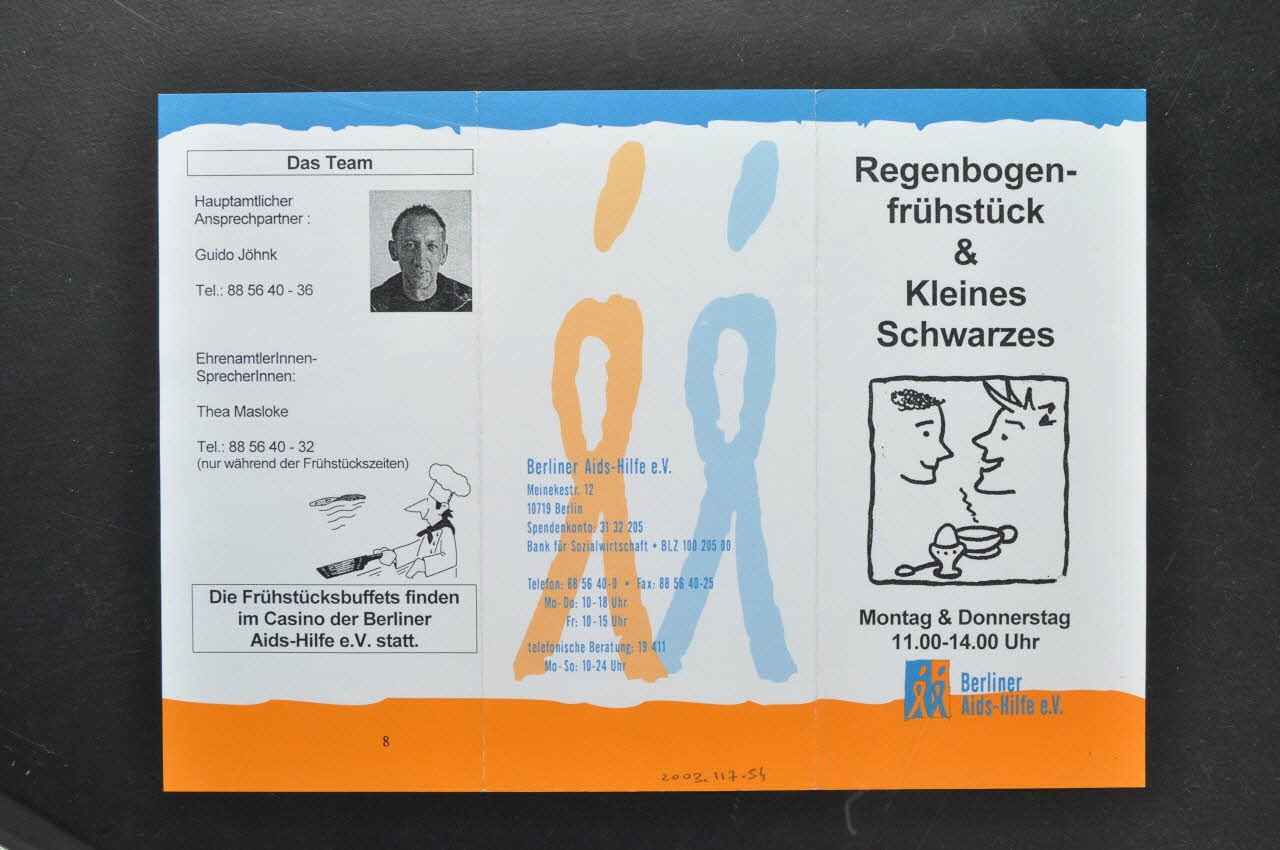 Das Team
Hauptamtlicher
Ansprechpartner :
Guido Jöhnk
Tel.: 88 56 40 - 36
EhrenamtlerInnen-
SprecherInnen:
Thea Masloke
Tel.: 88 56 40 - 32
(nur während der Frühstückszeiten)
Die Frühstücksbuffets finden
im Casino der Berliner
Aids-Hilfe e.V. statt.
8
Berliner Aids-Hilfe e.V.
Meinekestr. 12
10719 Berlin
Spendenkonto: 31 32 205
Bank für Sozialwirtschaft • BLZ 100 205 00
Telefon: 88 56 40-0 • Fax: 88 56 40-25
Mo-Do: 10-18 Uhr
Fr: 10-15 Uhr
telefonische Beratung: 19 411
Mo-So: 10-24 Uhr
2003.117.54
Regenbogen-
frühstück
&
Kleines
Schwarzes
Montag & Donnerstag
11.00-14.00 Uhr
Berliner
Aids-Hilfe e.V.